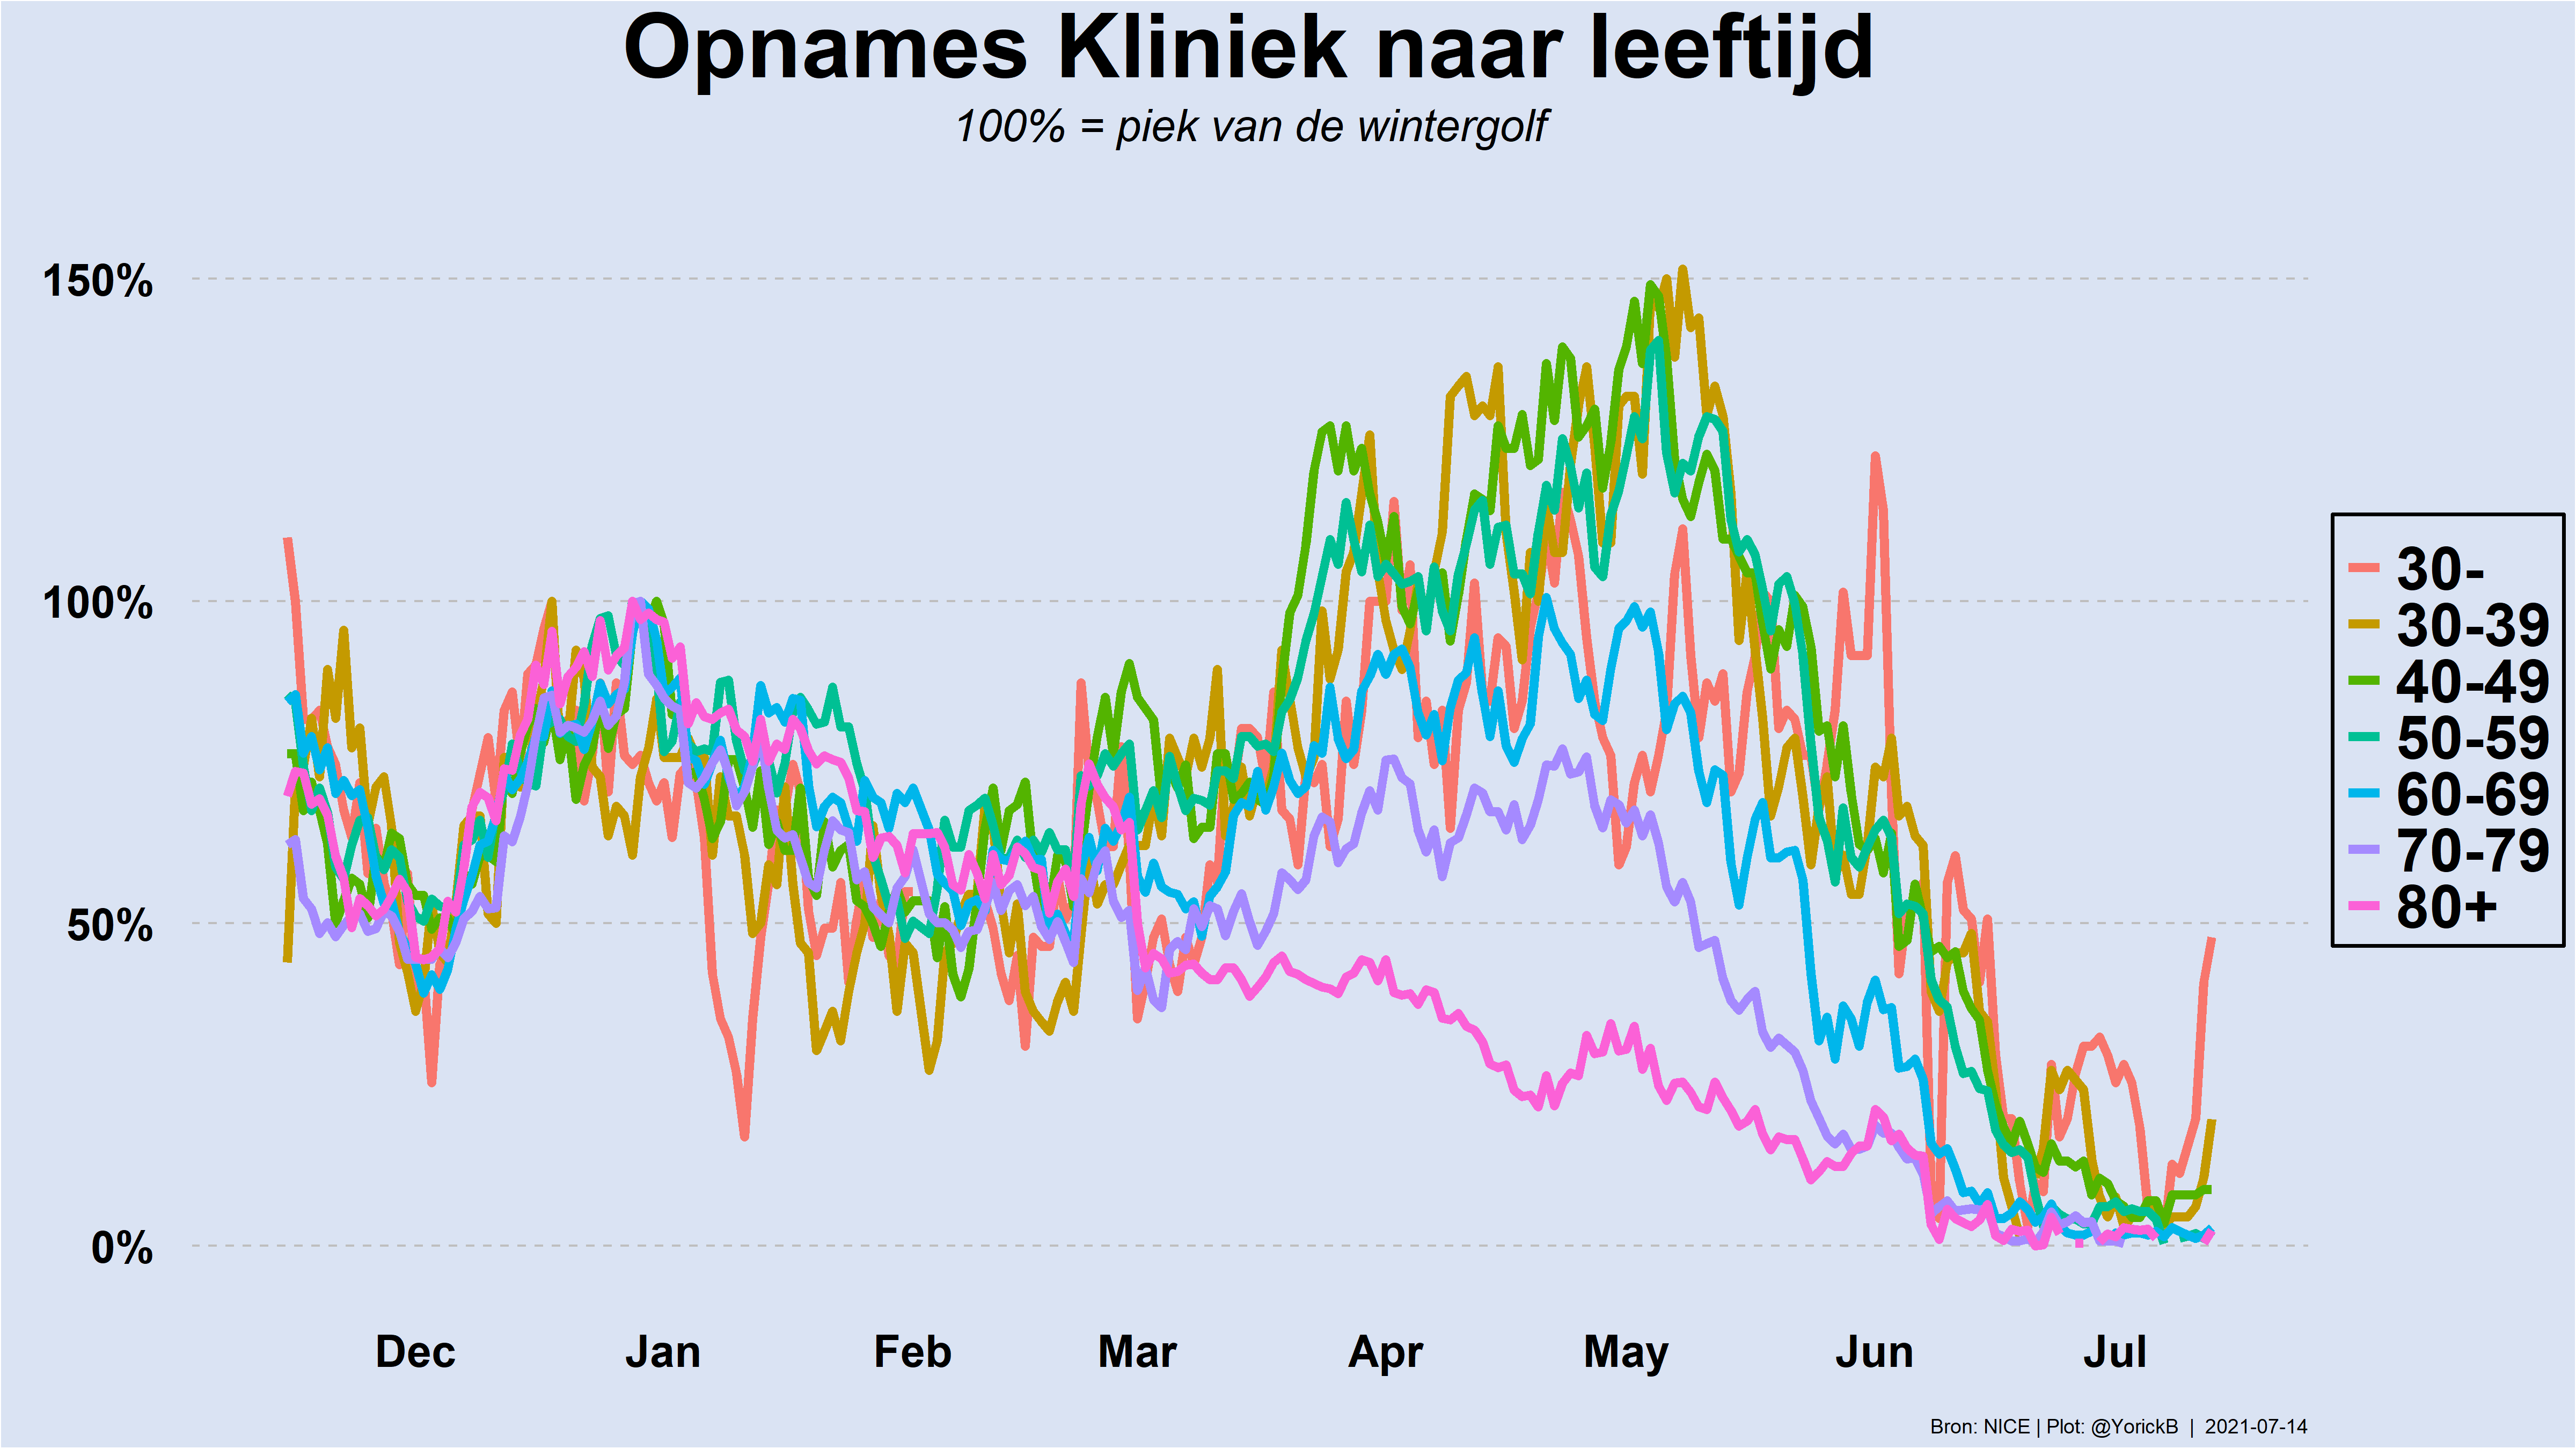 Opnames Kliniek naar leeftijd
100% = piek van de wintergolf
150%
100%
50%
0%
Dec Jan Feb Mar Apr May Jun Jul
30-
30-39
40-49
50-59
60-69
70-79
80+
Bron: NICE | Plot: @YorickB | 2021-07-14